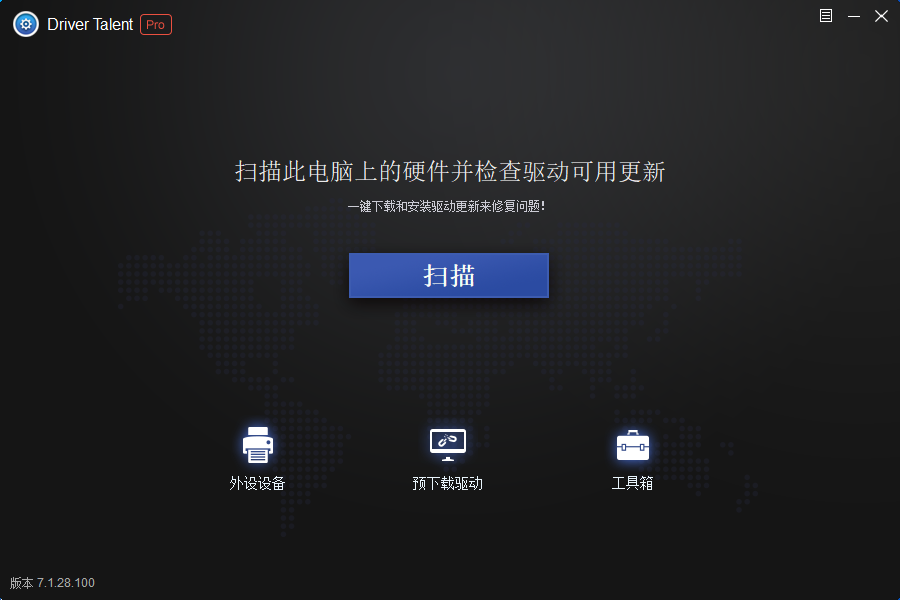 Driver Talent Pro
扫描此电脑上的硬件并检查驱动可用更新
一键下载和安装驱动更新来修复问题!
扫描
外设设备 预下载驱动 工具箱
版本 7.1.28.100